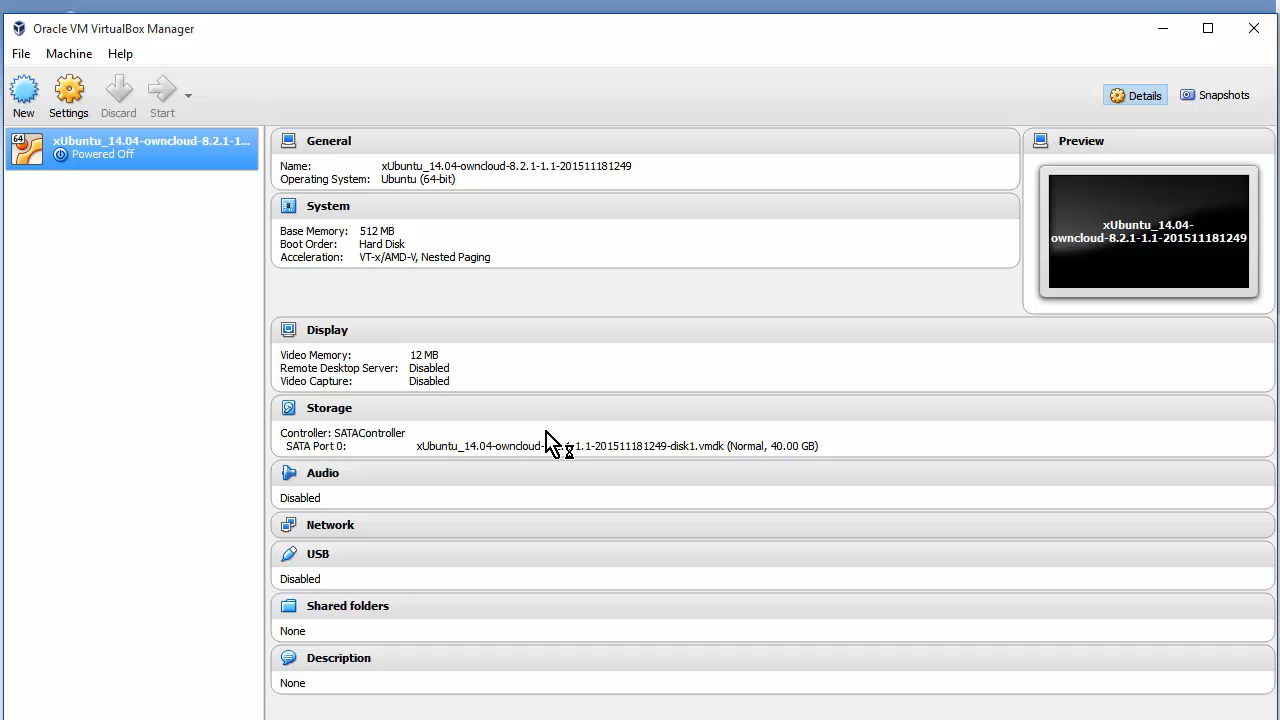 Oracle VM VirtualBox Manager
File Machine Help
New Settings Discard Start
Details Snapshots
64
xUbuntu_14.04-owncloud-8.2.1-1...
Powered Off
General
Name: xUbuntu_14.04-owncloud-8.2.1-1.1-201511181249
Operating System: Ubuntu (64-bit)
System
Base Memory: 512 MB
Boot Order: Hard Disk
Acceleration: VT-x/AMD-V, Nested Paging
Preview
xUbuntu_14.04-
owncloud-8.2.1-1.1-201511181249
Display
Video Memory: 12 MB
Remote Desktop Server: Disabled
Video Capture: Disabled
Storage
Controller: SATAController
SATA Port 0: xUbuntu_14.04-owncloud-8.2.1-1.1-201511181249-disk1.vmdk (Normal, 40.00 GB)
Audio
Disabled
Network
USB
Disabled
Shared folders
None
Description
None